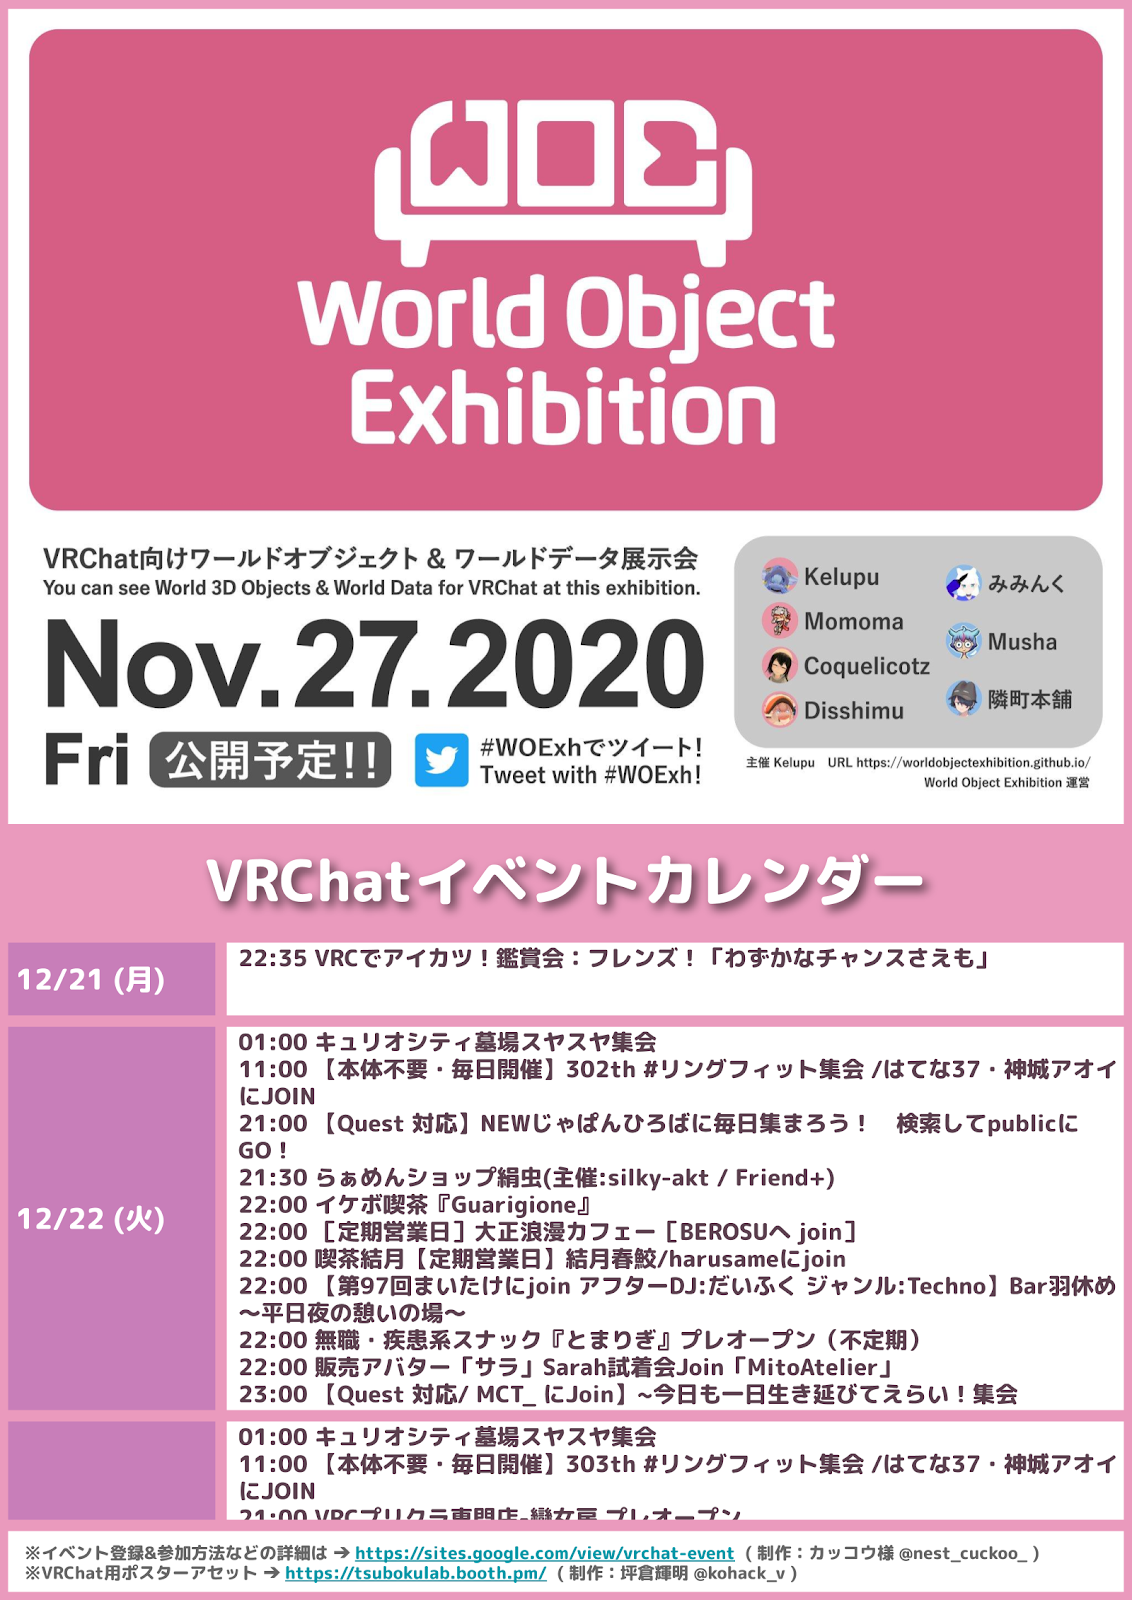 WOE
World Object
Exhibition
VRChat向けワールドオブジェクト & ワールドデータ展示会
You can see World 3D Objects & World Data for VRChat at this exhibition.
Nov.27.2020
Fri 公開予定!!
#WOExhでツイート!
Tweet with #WOExh!
Kelupu
Momoma
Coquelicotz
Disshimu
みみんく
Musha
隣町本舗
主催 Kelupu URL https://worldobjectexhibition.github.io/
World Object Exhibition 運営
VRChatイベントカレンダー
12/21 (月)
22:35 VRCでアイカツ！鑑賞会：フレンズ！「わずかなチャンスさえも」
12/22 (火)
01:00 キュリオシティ墓場スヤスヤ集会
11:00 【本体不要・毎日開催】302th #リングフィット集会 /はてな37・神城アオイ
にJOIN
21:00 【Quest 対応】NEWじゃぱんひろばに毎日集まろう！　検索してpublicに
GO！
21:30 らぁめんショップ絹虫(主催:silky-akt / Friend+)
22:00 イケボ喫茶『Guarigione』
22:00 ［定期営業日］大正浪漫カフェー［BEROSUへ join］
22:00 喫茶結月【定期営業日】結月春鮫/harusameにjoin
22:00 【第97回まいたけにjoin アフターDJ:だいふく ジャンル:Techno】Bar羽休め
～平日夜の憩いの場～
22:00 無職・疾患系スナック『とまりぎ』プレオープン（不定期）
22:00 販売アバター「サラ」Sarah試着会Join「MitoAtelier」
23:00 【Quest 対応/ MCT_ にJoin】~今日も一日生き延びてえらい！集会
01:00 キュリオシティ墓場スヤスヤ集会
11:00 【本体不要・毎日開催】303th #リングフィット集会 /はてな37・神城アオイ
にJOIN
21:00 VRCプリクラ専門店 プレオープン
※イベント登録&参加方法などの詳細は ➔ https://sites.google.com/view/vrchat-event ( 制作：カッコウ様 @nest_cuckoo_ )
※VRChat用ポスターアセット ➔ https://tsubokulab.booth.pm/ ( 制作：坪倉輝明 @kohack_v )